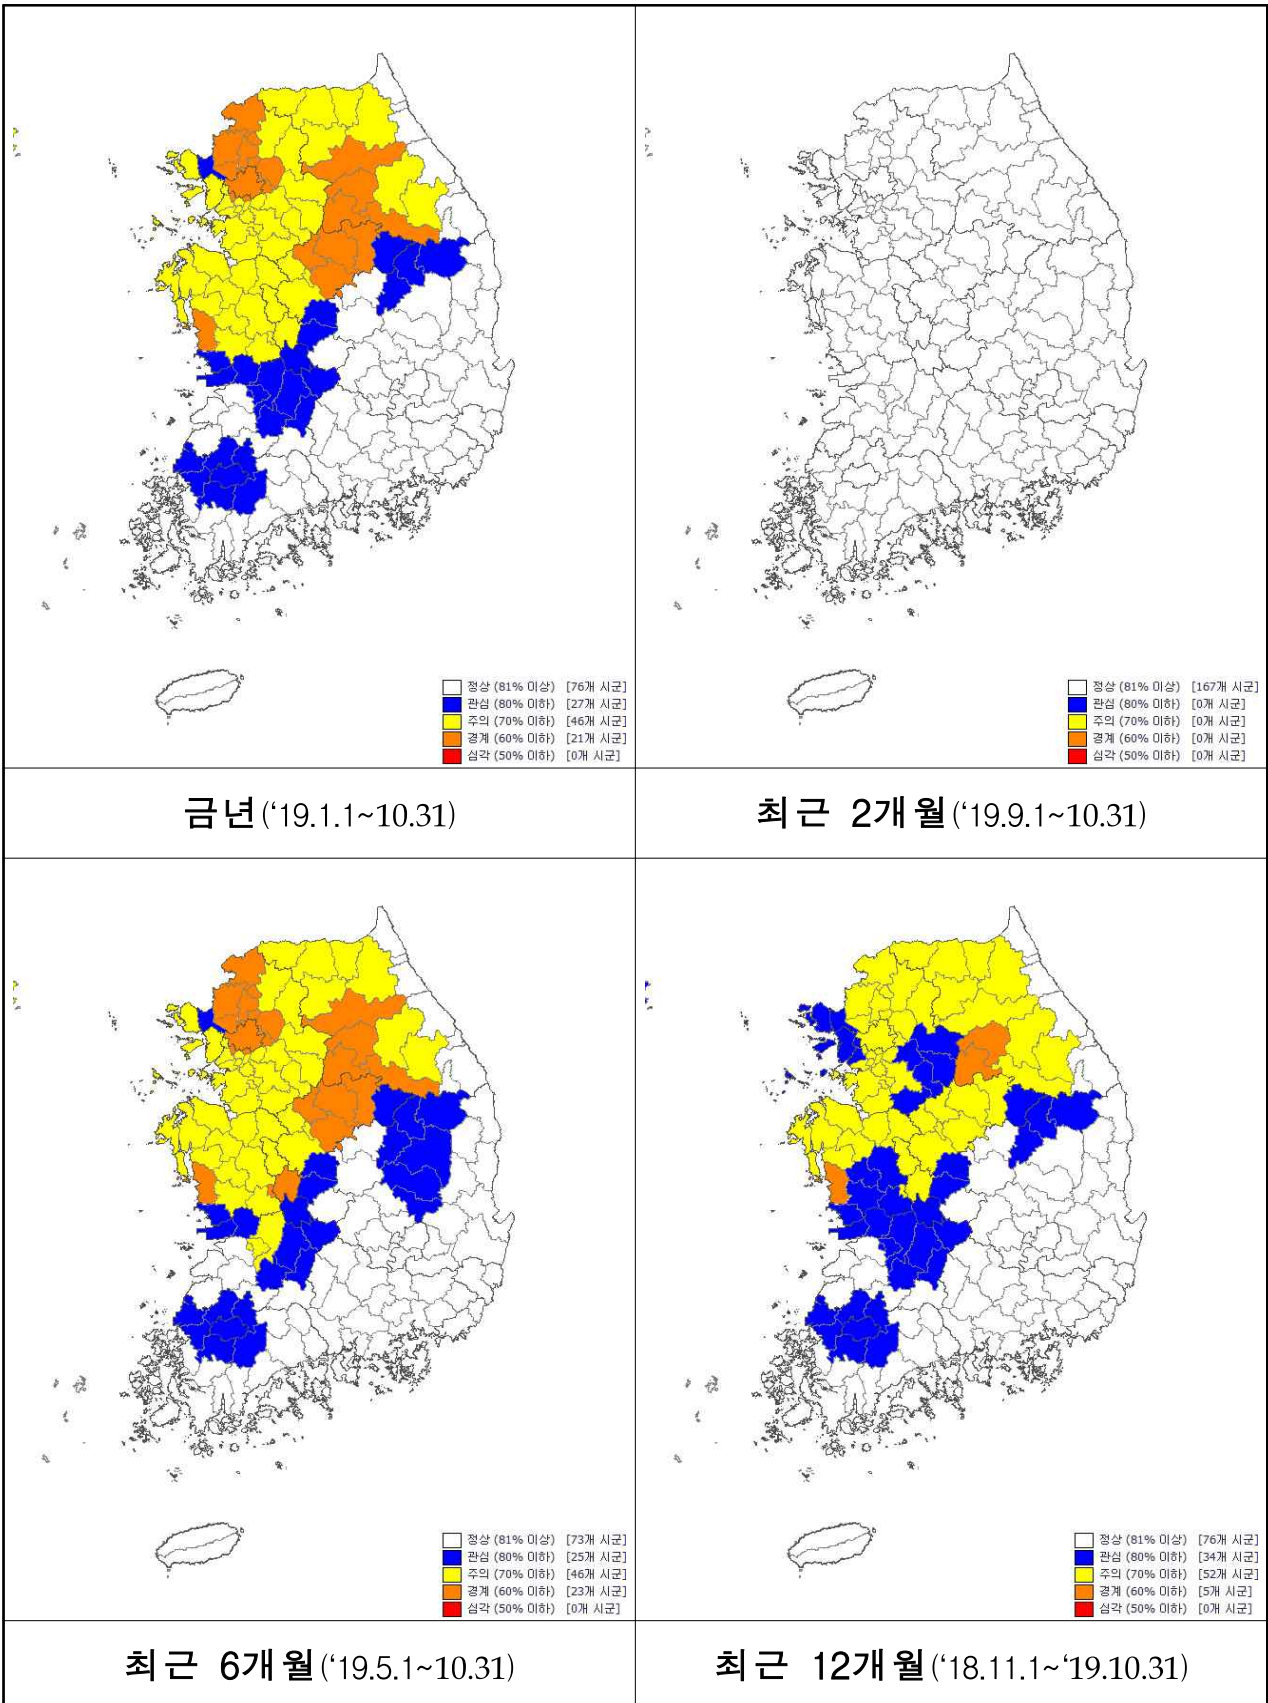 정상 (81% 이상) [76개 시군]
관심 (80% 이하) [27개 시군]
주의 (70% 이하) [46개 시군]
경계 (60% 이하) [21개 시군]
심각 (50% 이하) [0개 시군]
정상 (81% 이상) [167개 시군]
관심 (80% 이하) [0개 시군]
주의 (70% 이하) [0개 시군]
경계 (60% 이하) [0개 시군]
심각 (50% 이하) [0개 시군]
금년(‘19.1.1~10.31)
최근 2개월(‘19.9.1~10.31)
정상 (81% 이상) [73개 시군]
관심 (80% 이하) [25개 시군]
주의 (70% 이하) [46개 시군]
경계 (60% 이하) [23개 시군]
심각 (50% 이하) [0개 시군]
정상 (81% 이상) [76개 시군]
관심 (80% 이하) [34개 시군]
주의 (70% 이하) [52개 시군]
경계 (60% 이하) [5개 시군]
심각 (50% 이하) [0개 시군]
최근 6개월(‘19.5.1~10.31)
최근 12개월(‘18.11.1~‘19.10.31)